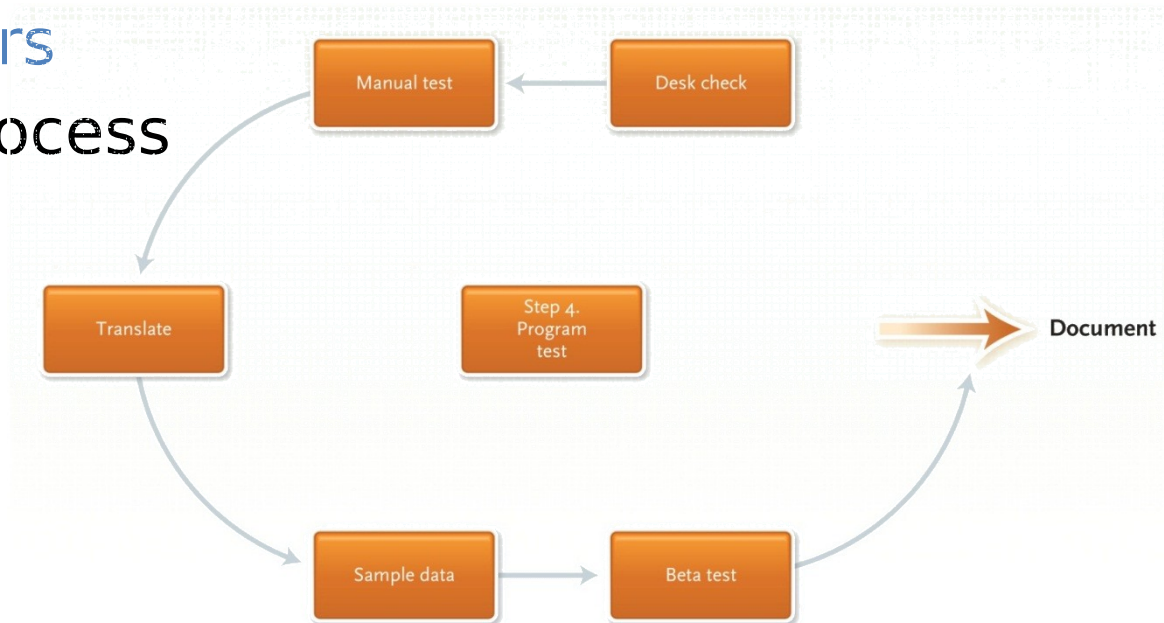 rs
ocess
Manual test
Desk check
Translate
Step 4.
Program
test
Document
Sample data
Beta test